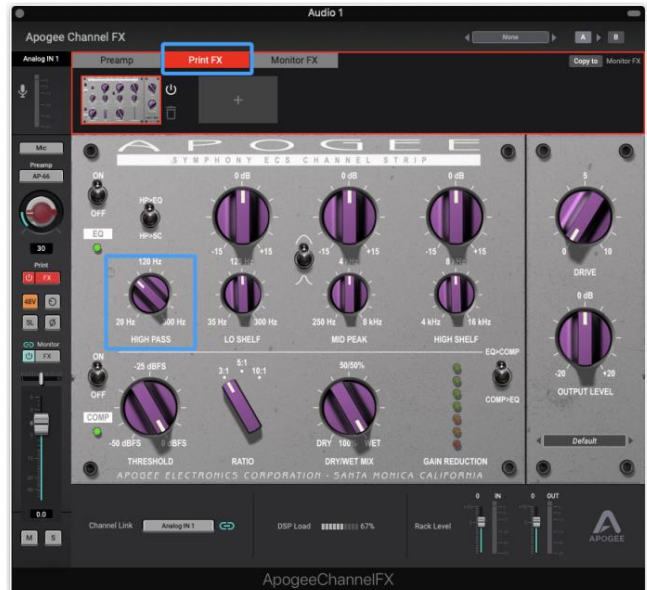 Audio 1
Apogee Channel FX
None
A
B
Analog IN 1
Preamp
Print FX
Monitor FX
Copy to
Monitor FX
Mic
Preamp
AP-66
30
Print
FX
48V
SL
Ø
Monitor
FX
0.0
M
S
APOGEE
SYMPHONY ECS CHANNEL STRIP
ON
OFF
EQ
HP>EQ
HP>SC
0 dB
-15
+15
0 dB
-15
+15
0 dB
-15
+15
120 Hz
20 Hz
HIGH PASS
35 Hz
300 Hz
LO SHELF
250 Hz
8 kHz
MID PEAK
4 kHz
16 kHz
HIGH SHELF
EQ>COMP
COMP>EQ
ON
OFF
COMP
-25 dBFS
-50 dBFS
THRESHOLD
3:1
5:1
10:1
RATIO
50/50%
DRY
100%
WET
DRY/WET MIX
GAIN REDUCTION
5
0
10
DRIVE
0 dB
-20
+20
OUTPUT LEVEL
Default
APOGEE ELECTRONICS CORPORATION - SANTA MONICA CALIFORNIA
Channel Link
Analog IN 1
DSP Load
67%
Rack Level
0
IN
0
OUT
APOGEE
ApogeeChannelFX